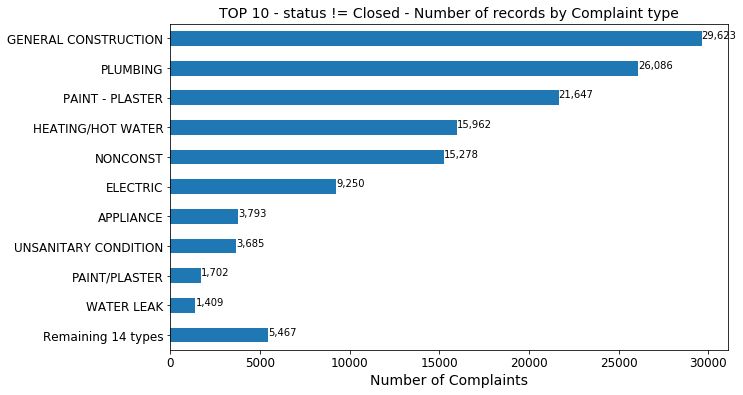 TOP 10 - status != Closed - Number of records by Complaint type
GENERAL CONSTRUCTION 29,623
PLUMBING 26,086
PAINT - PLASTER 21,647
HEATING/HOT WATER 15,962
NONCONST 15,278
ELECTRIC 9,250
APPLIANCE 3,793
UNSANITARY CONDITION 3,685
PAINT/PLASTER 1,702
WATER LEAK 1,409
Remaining 14 types 5,467
0 5000 10000 15000 20000 25000 30000
Number of Complaints